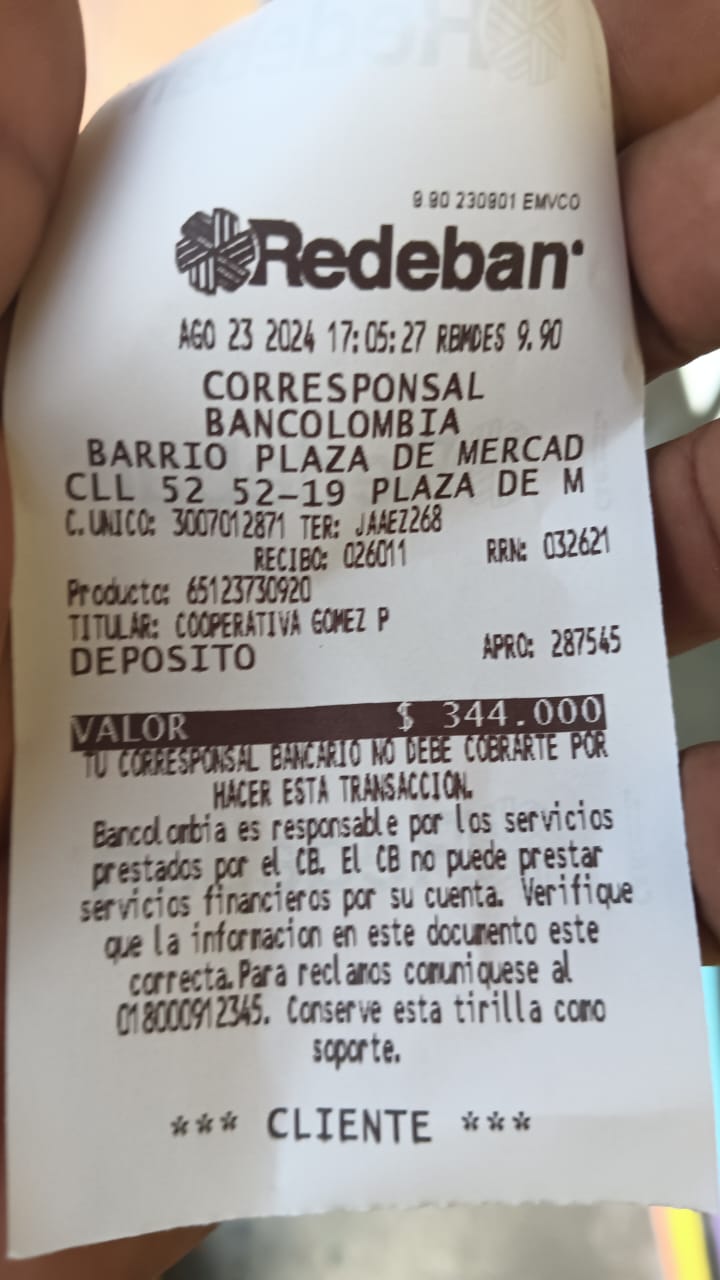 9.90 230901 EMVCO
Redeban
AGO 23 2024 17:05:27 RBMDES 9.90
CORRESPONSAL
BANCOLOMBIA
BARRIO PLAZA DE MERCAD
CLL 52 52-19 PLAZA DE M
C.UNICO: 3007012871 TER: JAAEZ268
RECIBO: 026011 RRN: 032621
Producto: 65123730920
TITULAR: COOPERATIVA GOMEZ P
DEPOSITO APRO: 287545
VALOR $ 344.000
TU CORRESPONSAL BANCARIO NO DEBE COBRARTE POR
HACER ESTA TRANSACCION.
Bancolombia es responsable por los servicios
prestados por el CB. El CB no puede prestar
servicios financieros por su cuenta. Verifique
que la informacion en este documento este
correcta.Para reclamos comuniquese al
018000912345. Conserve esta tirilla como
soporte.
*** CLIENTE ***